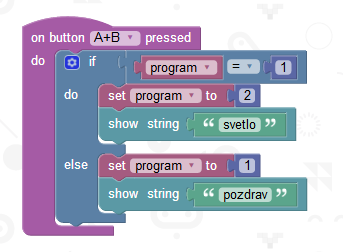 on button A+B pressed
do if program = 1
do set program to 2
show string “ svetlo ”
else set program to 1
show string “ pozdrav ”